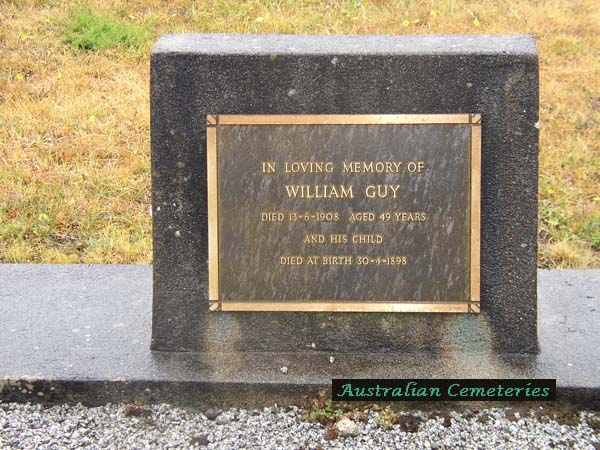 IN LOVING MEMORY OF
WILLIAM GUY
DIED 13-6-1908 AGED 49 YEARS
AND HIS CHILD
DIED AT BIRTH 30-4-1898
Australian Cemeteries